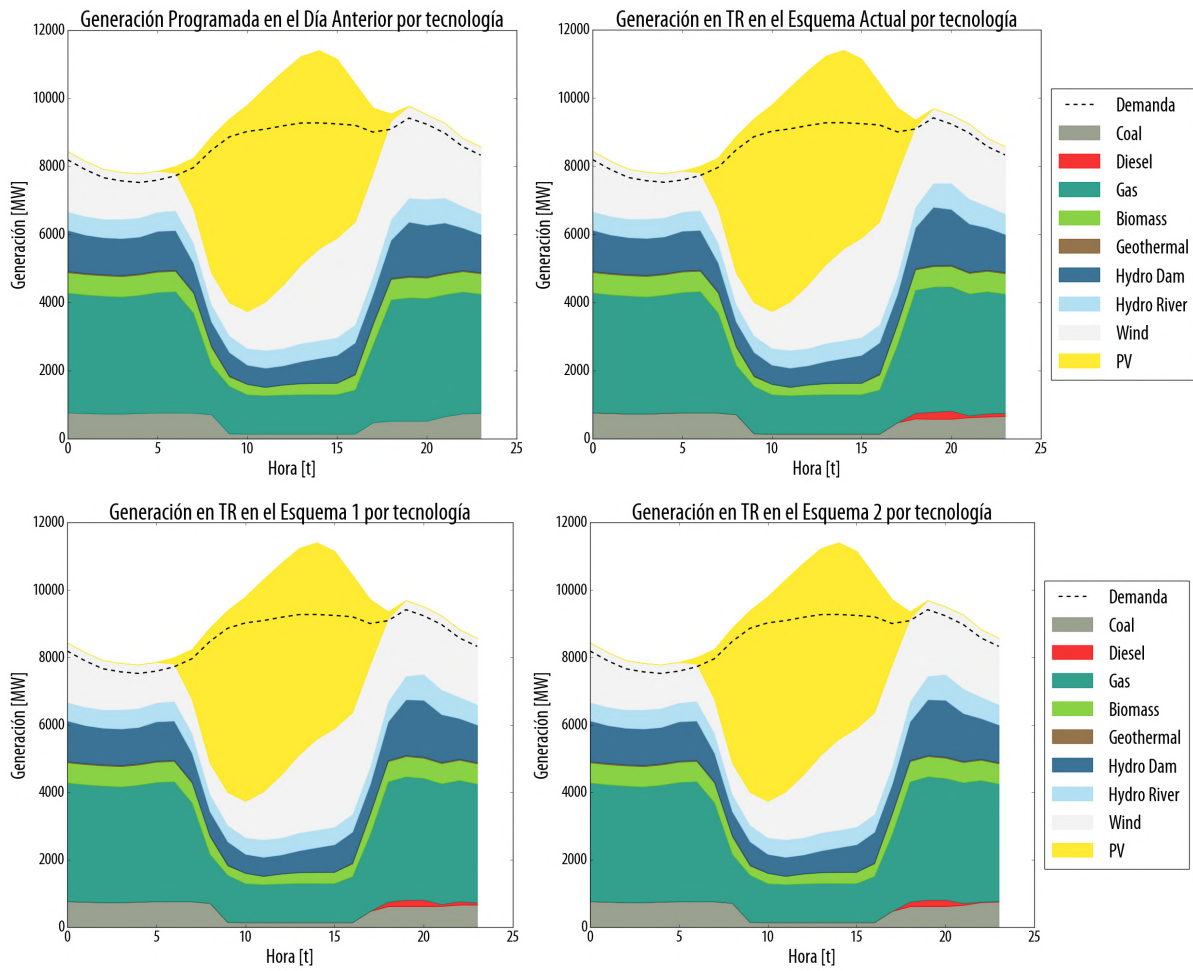 Generación Programada en el Día Anterior por tecnología
12000
10000
8000
6000
4000
2000
0
Generación [MW]
0 5 10 15 20 25
Hora [t]
Generación en TR en el Esquema Actual por tecnología
12000
10000
8000
6000
4000
2000
0
Generación [MW]
0 5 10 15 20 25
Hora [t]
Demanda
Coal
Diesel
Gas
Biomass
Geothermal
Hydro Dam
Hydro River
Wind
PV
Generación en TR en el Esquema 1 por tecnología
12000
10000
8000
6000
4000
2000
0
Generación [MW]
0 5 10 15 20 25
Hora [t]
Generación en TR en el Esquema 2 por tecnología
12000
10000
8000
6000
4000
2000
0
Generación [MW]
0 5 10 15 20 25
Hora [t]
Demanda
Coal
Diesel
Gas
Biomass
Geothermal
Hydro Dam
Hydro River
Wind
PV